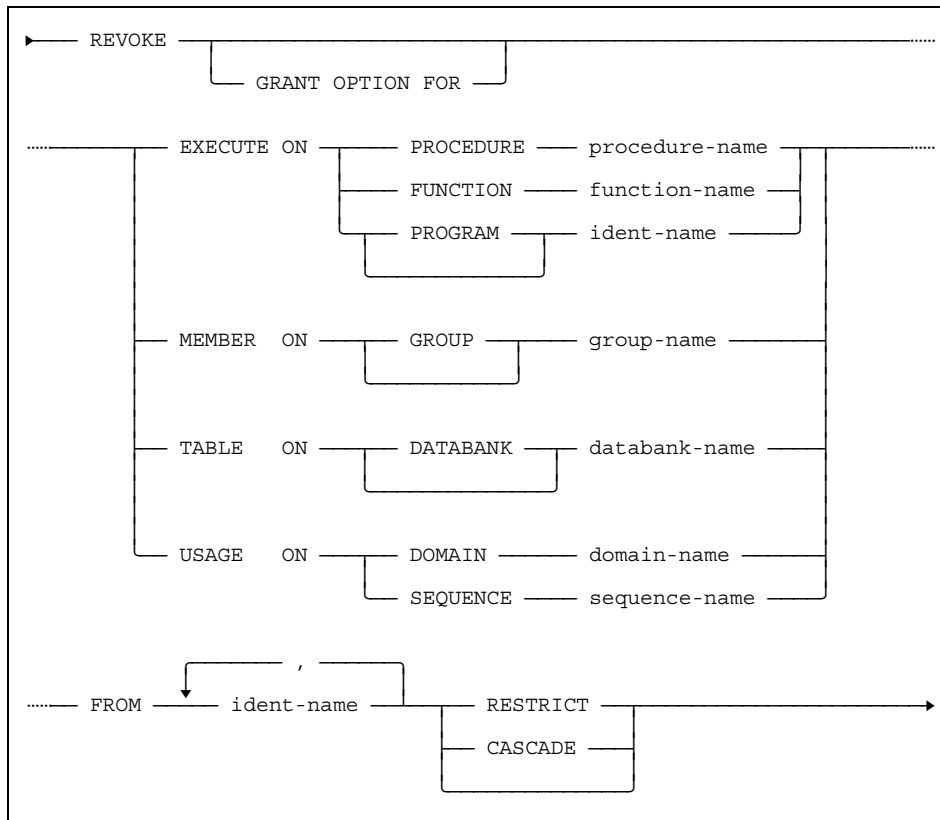 REVOKE
GRANT OPTION FOR
EXECUTE ON PROCEDURE procedure-name
FUNCTION function-name
PROGRAM ident-name
MEMBER ON GROUP group-name
TABLE ON DATABANK databank-name
USAGE ON DOMAIN domain-name
SEQUENCE sequence-name
,
FROM ident-name RESTRICT
CASCADE